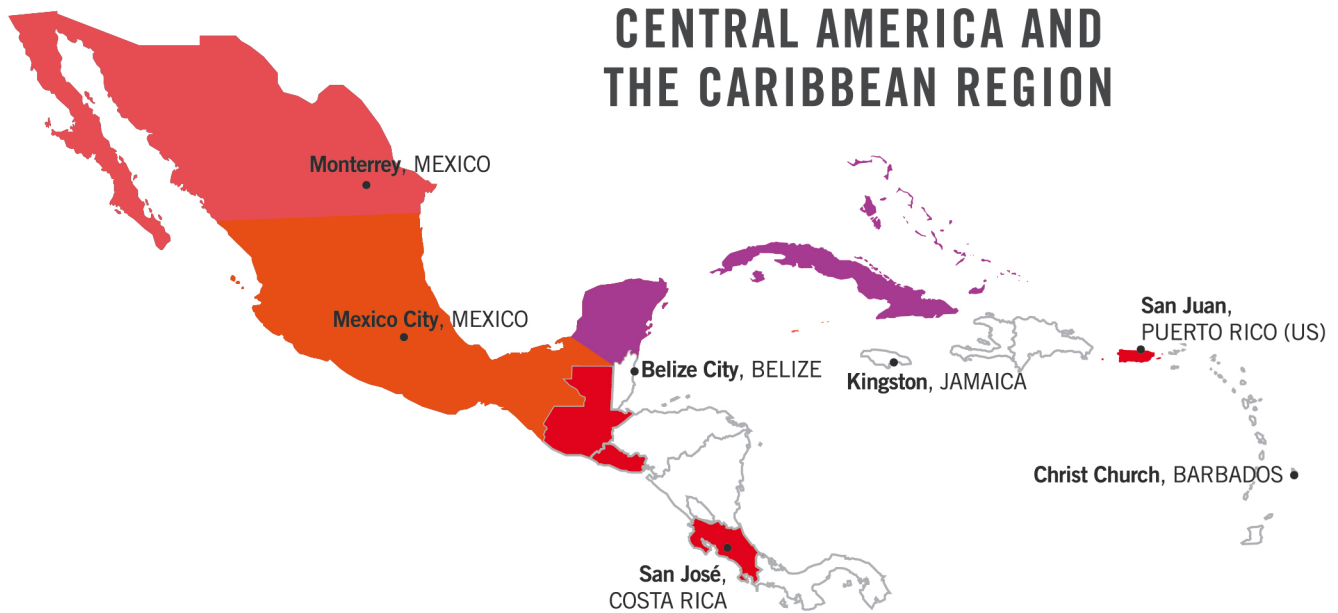 CENTRAL AMERICA AND
THE CARIBBEAN REGION
Monterrey, MEXICO
Mexico City, MEXICO
San Juan,
PUERTO RICO (US)
Belize City, BELIZE
Kingston, JAMAICA
Christ Church, BARBADOS
San José,
COSTA RICA